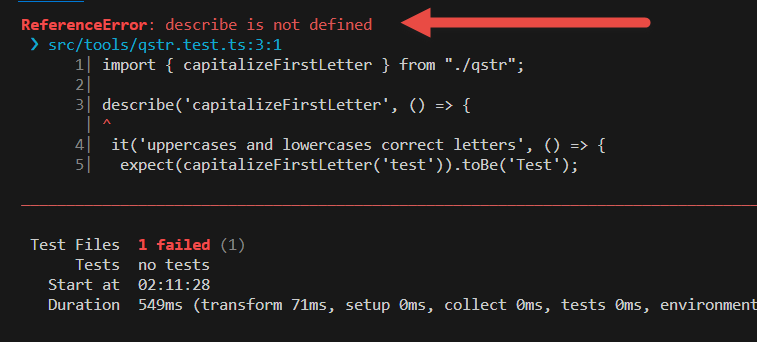 ReferenceError: describe is not defined
❯ src/tools/qstr.test.ts:3:1
1| import { capitalizeFirstLetter } from "./qstr";
2|
3| describe('capitalizeFirstLetter', () => {
 | ^
4|  it('uppercases and lowercases correct letters', () => {
5|   expect(capitalizeFirstLetter('test')).toBe('Test');
Test Files  1 failed (1)
Tests  no tests
Start at  02:11:28
Duration  549ms (transform 71ms, setup 0ms, collect 0ms, tests 0ms, environment